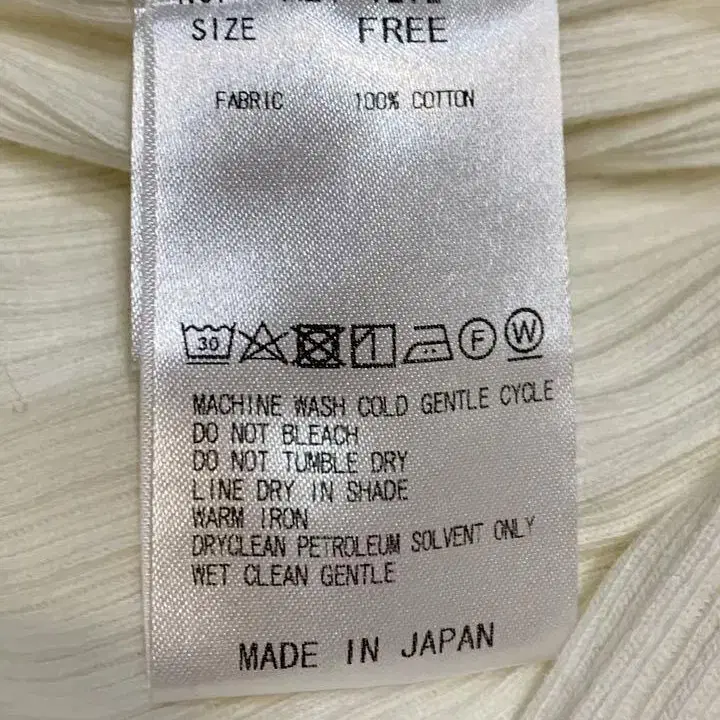 SIZE FREE
FABRIC 100% COTTON
30 F W
MACHINE WASH COLD GENTLE CYCLE
DO NOT BLEACH
DO NOT TUMBLE DRY
LINE DRY IN SHADE
WARM IRON
DRYCLEAN PETROLEUM SOLVENT ONLY
WET CLEAN GENTLE
MADE IN JAPAN